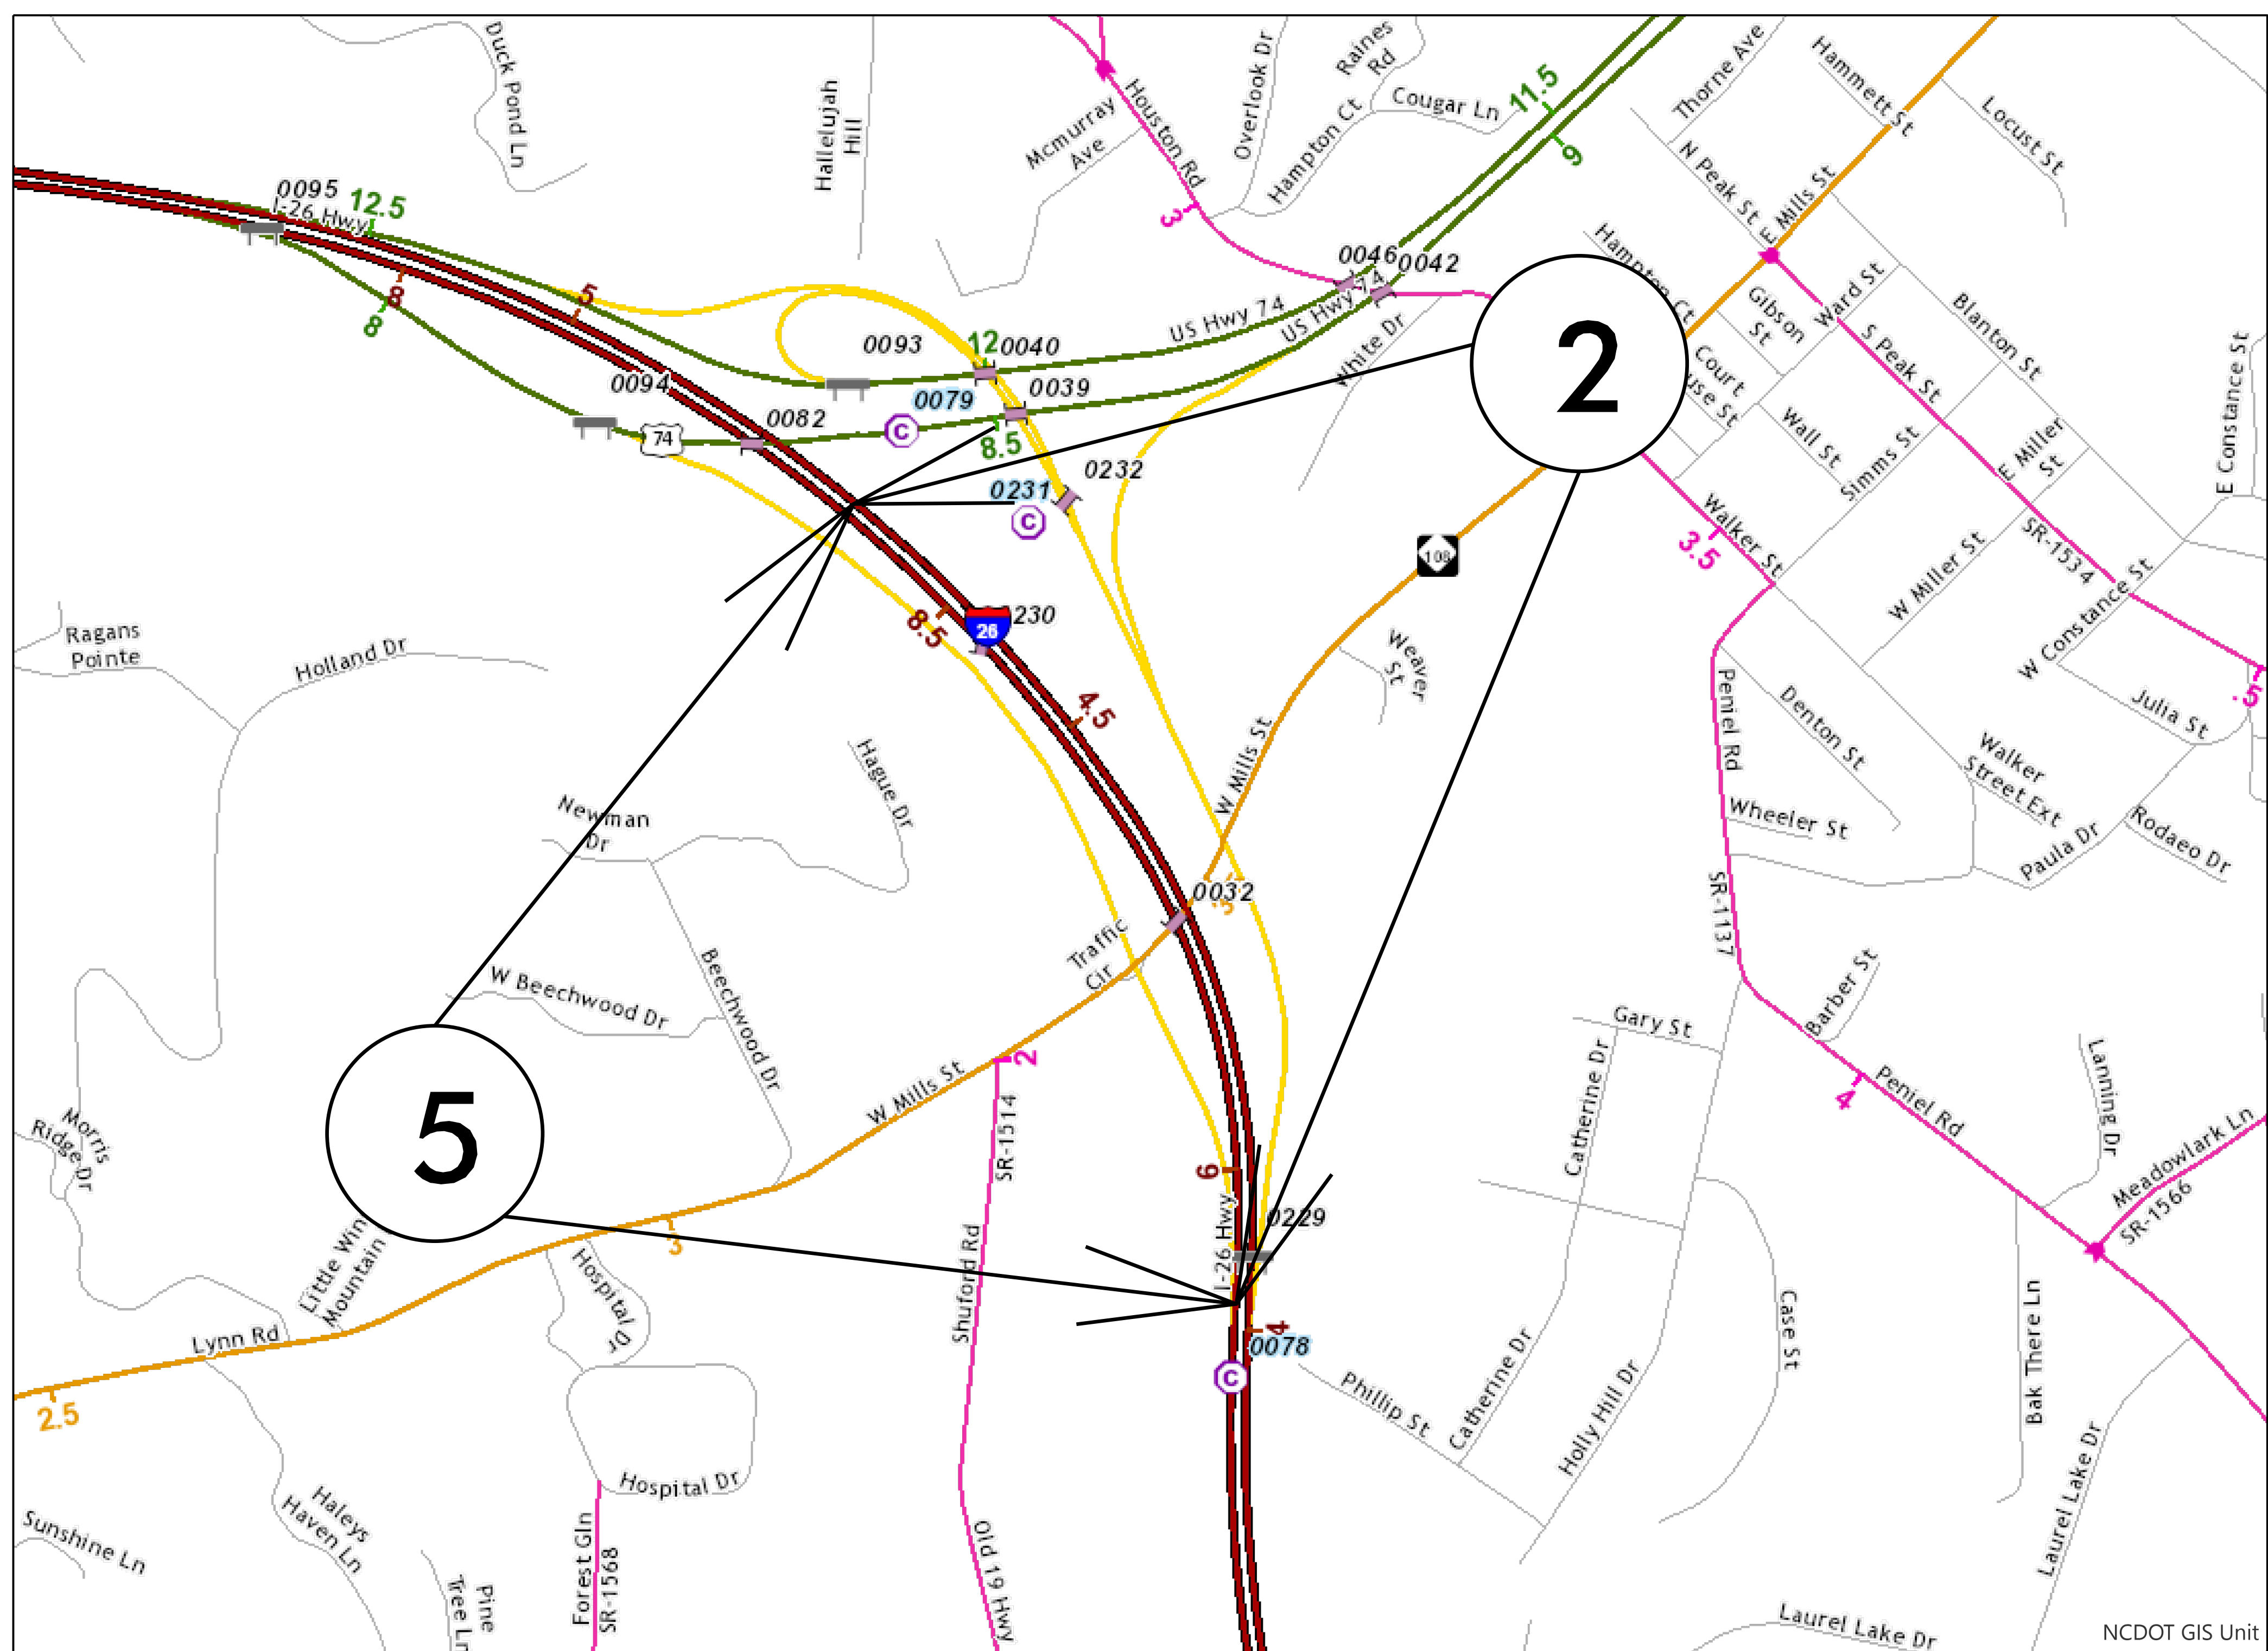 Duck Pond Ln
Hallelujah
Hill
Mcmurray
Ave
Houston Rd
3
Overlook Dr
Raines
Rd
Hampton Ct
Cougar Ln
11.5
9
Thorne Ave
Hammett St
Locust St
N Peak St
E Mills St
0095
I-26 Hwy
12.5
8
8
5
0093
12
0040
0046
0042
US Hwy 74
US Hwy 74
White Dr
2
Hampton Ct
Gibson
St
Ward St
Blanton St
Court
use St
S Peak St
Wall St
Simms St
E Miller
St
E Constance St
0094
0079
0039
0082
C
8.5
74
0232
0231
C
108
Walker St
3.5
SR-1534
W Miller St
W Constance St
.5
Ragans
Pointe
Holland Dr
8.5
26
230
4.5
Weaver
St
W Mills St
Peniel Rd
Denton St
Julia St
Walker
Street Ext
Wheeler St
Paula Dr
Rodaeo Dr
Hague Dr
Newman
Dr
0032
.5
Traffic
Cir
SR-1137
Barber St
W Beechwood Dr
Beechwood Dr
Gary St
Catherine Dr
4
Peniel Rd
Lanning Dr
Meadowlark Ln
SR-1566
5
W Mills St
2
SR-1514
Morris
Ridge Dr
6
I-26 Hwy
0229
Little Win
Mountain
3
Hospital Dr
Shuford Rd
4
0078
C
Lynn Rd
2.5
Phillip St
Catherine Dr
Holly Hill Dr
Case St
Bak There Ln
Laurel Lake Dr
Hospital Dr
Sunshine Ln
Haleys
Haven Ln
Pine
Tree Ln
Forest Gln
SR-1568
Old 19 Hwy
Laurel Lake Dr
NCDOT GIS Unit